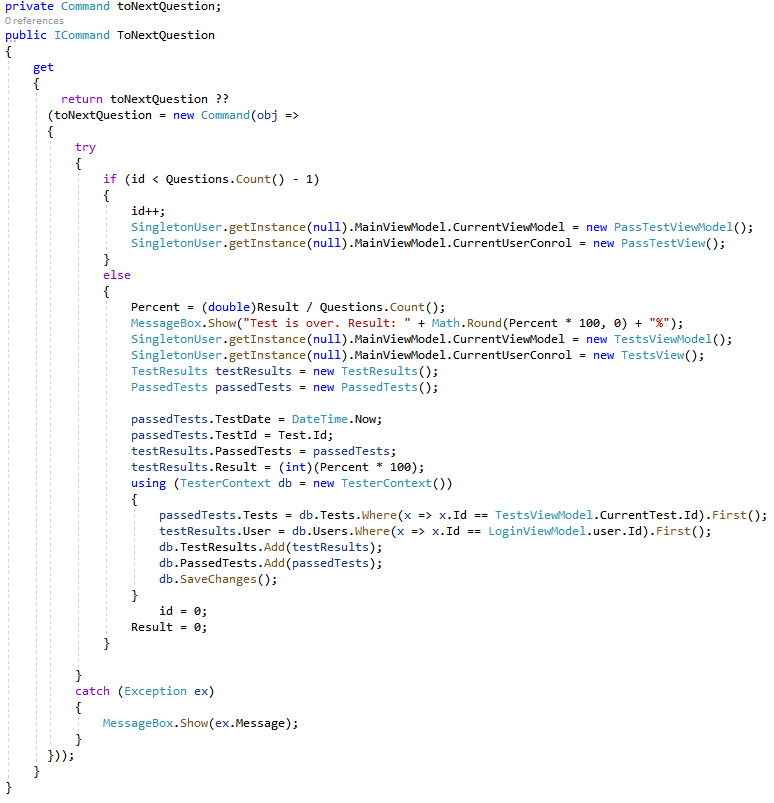 private Command toNextQuestion;
0 references
public ICommand ToNextQuestion
{
    get
    {
        return toNextQuestion ??
      (toNextQuestion = new Command(obj =>
      {
          try
          {
              if (id < Questions.Count() - 1)
              {
                  id++;
                  SingletonUser.getInstance(null).MainViewModel.CurrentViewModel = new PassTestViewModel();
                  SingletonUser.getInstance(null).MainViewModel.CurrentUserConrol = new PassTestView();
              }
              else
              {
                  Percent = (double)Result / Questions.Count();
                  MessageBox.Show("Test is over. Result: " + Math.Round(Percent * 100, 0) + "%");
                  SingletonUser.getInstance(null).MainViewModel.CurrentViewModel = new TestsViewModel();
                  SingletonUser.getInstance(null).MainViewModel.CurrentUserConrol = new TestsView();
                  TestResults testResults = new TestResults();
                  PassedTests passedTests = new PassedTests();

                  passedTests.TestDate = DateTime.Now;
                  passedTests.TestId = Test.Id;
                  testResults.PassedTests = passedTests;
                  testResults.Result = (int)(Percent * 100);
                  using (TesterContext db = new TesterContext())
                  {
                      passedTests.Tests = db.Tests.Where(x => x.Id == TestsViewModel.CurrentTest.Id).First();
                      testResults.User = db.Users.Where(x => x.Id == LoginViewModel.user.Id).First();
                      db.TestResults.Add(testResults);
                      db.PassedTests.Add(passedTests);
                      db.SaveChanges();
                  }
                      id = 0;
                  Result = 0;
              }

          }
          catch (Exception ex)
          {
              MessageBox.Show(ex.Message);
          }
      }));
    }
}